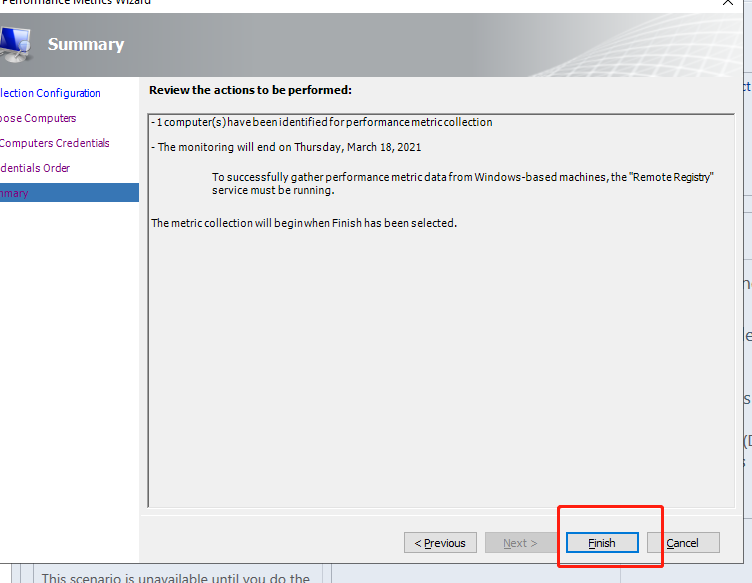 Performance Metrics Wizard
Summary
lection Configuration
Review the actions to be performed:
oose Computers
Computers Credentials
dentials Order
mmary
- 1 computer(s) have been identified for performance metric collection
- The monitoring will end on Thursday, March 18, 2021
To successfully gather performance metric data from Windows-based machines, the "Remote Registry"
service must be running.
The metric collection will begin when Finish has been selected.
< Previous
Next >
Finish
Cancel
This scenario is unavailable until you do the